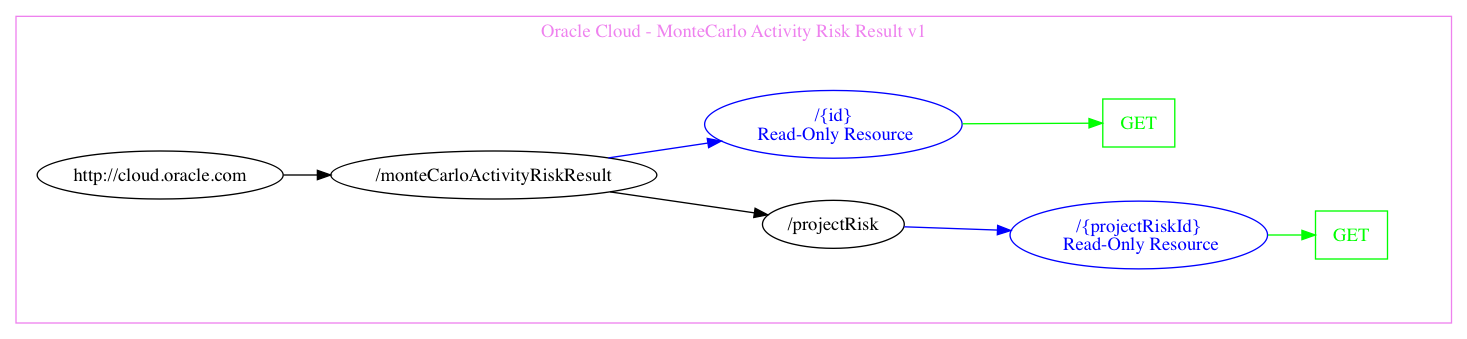 Oracle Cloud - MonteCarlo Activity Risk Result v1
http://cloud.oracle.com
/monteCarloActivityRiskResult
/{id}
Read-Only Resource
GET
/projectRisk
/{projectRiskId}
Read-Only Resource
GET